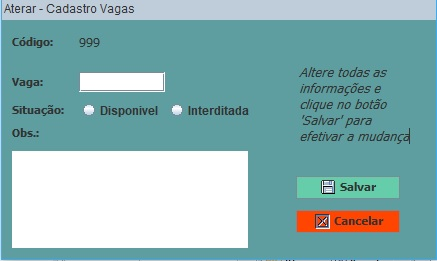 Aterar - Cadastro Vagas
Código: 999
Vaga:
Situação: Disponivel Interditada
Obs.:
Altere todas as
informações e
clique no botão
'Salvar' para
efetivar a mudança
Salvar
Cancelar